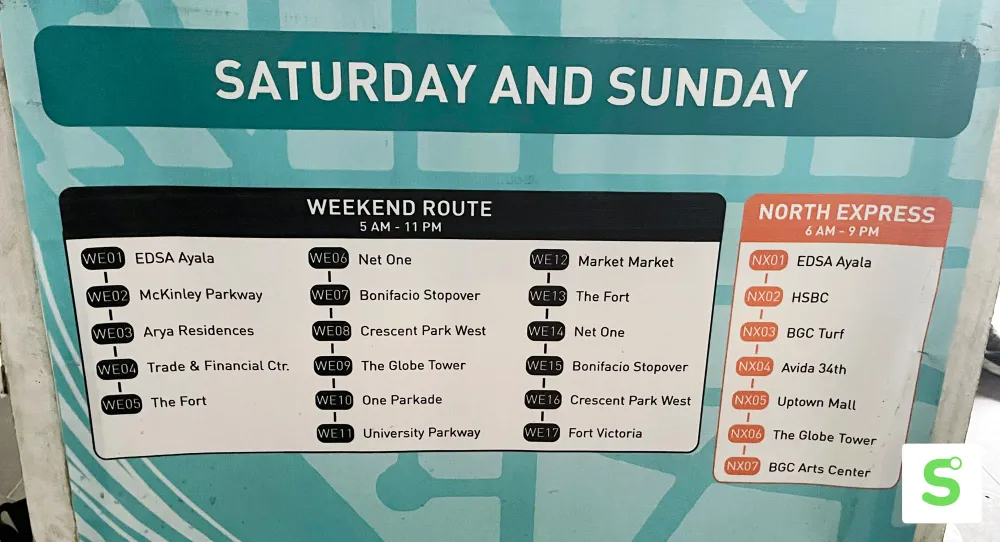 SATURDAY AND SUNDAY
WEEKEND ROUTE
5 AM - 11 PM
WE01 EDSA Ayala
WE02 McKinley Parkway
WE03 Arya Residences
WE04 Trade & Financial Ctr.
WE05 The Fort
WE06 Net One
WE07 Bonifacio Stopover
WE08 Crescent Park West
WE09 The Globe Tower
WE10 One Parkade
WE11 University Parkway
WE12 Market Market
WE13 The Fort
WE14 Net One
WE15 Bonifacio Stopover
WE16 Crescent Park West
WE17 Fort Victoria
NORTH EXPRESS
6 AM - 9 PM
NX01 EDSA Ayala
NX02 HSBC
NX03 BGC Turf
NX04 Avida 34th
NX05 Uptown Mall
NX06 The Globe Tower
NX07 BGC Arts Center
S